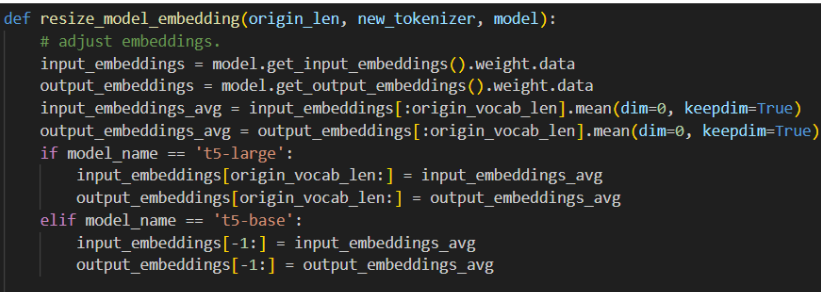 def resize_model_embedding(origin_len, new_tokenizer, model):
    # adjust embeddings.
    input_embeddings = model.get_input_embeddings().weight.data
    output_embeddings = model.get_output_embeddings().weight.data
    input_embeddings_avg = input_embeddings[:origin_vocab_len].mean(dim=0, keepdim=True)
    output_embeddings_avg = output_embeddings[:origin_vocab_len].mean(dim=0, keepdim=True)
    if model_name == 't5-large':
        input_embeddings[origin_vocab_len:] = input_embeddings_avg
        output_embeddings[origin_vocab_len:] = output_embeddings_avg
    elif model_name == 't5-base':
        input_embeddings[-1:] = input_embeddings_avg
        output_embeddings[-1:] = output_embeddings_avg